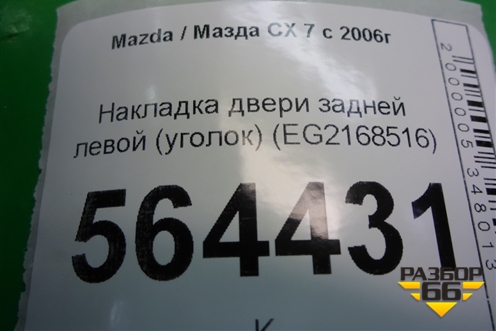 Mazda / Мазда CX 7 с 2006г
Накладка двери задней
левой (уголок) (EG2168516)
564431
К
2000005348013
РАЗБОР
66